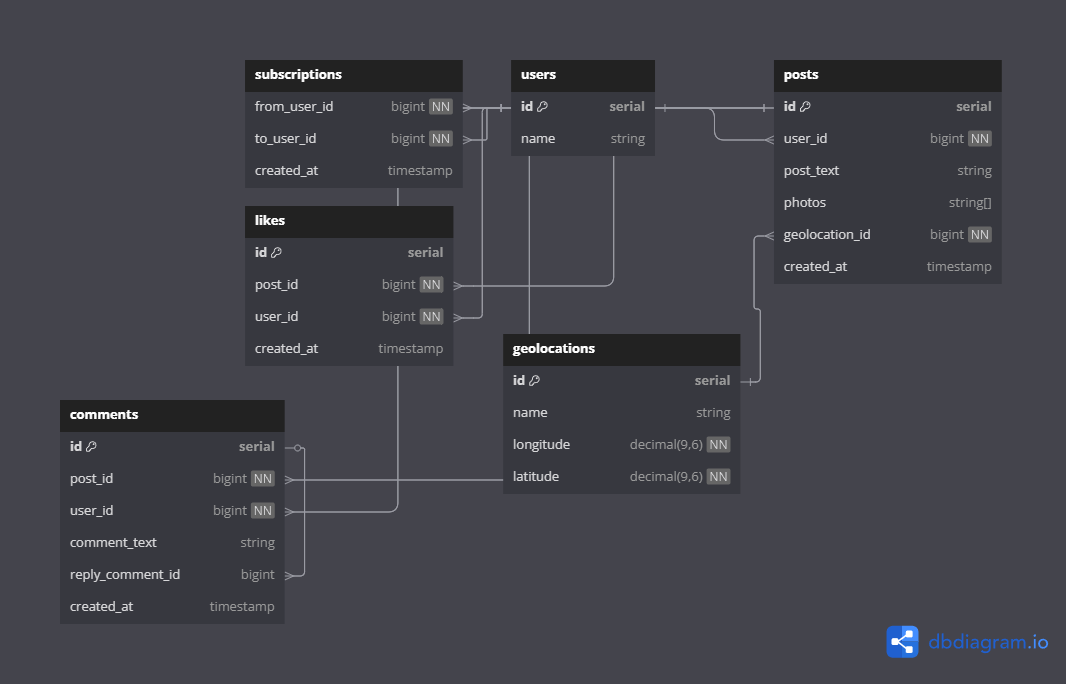 subscriptions
from_user_id bigint NN
to_user_id bigint NN
created_at timestamp
users
id serial
name string
posts
id serial
user_id bigint NN
post_text string
photos string[]
geolocation_id bigint NN
created_at timestamp
likes
id serial
post_id bigint NN
user_id bigint NN
created_at timestamp
geolocations
id serial
name string
longitude decimal(9,6) NN
latitude decimal(9,6) NN
comments
id serial
post_id bigint NN
user_id bigint NN
comment_text string
reply_comment_id bigint
created_at timestamp
dbdiagram.io